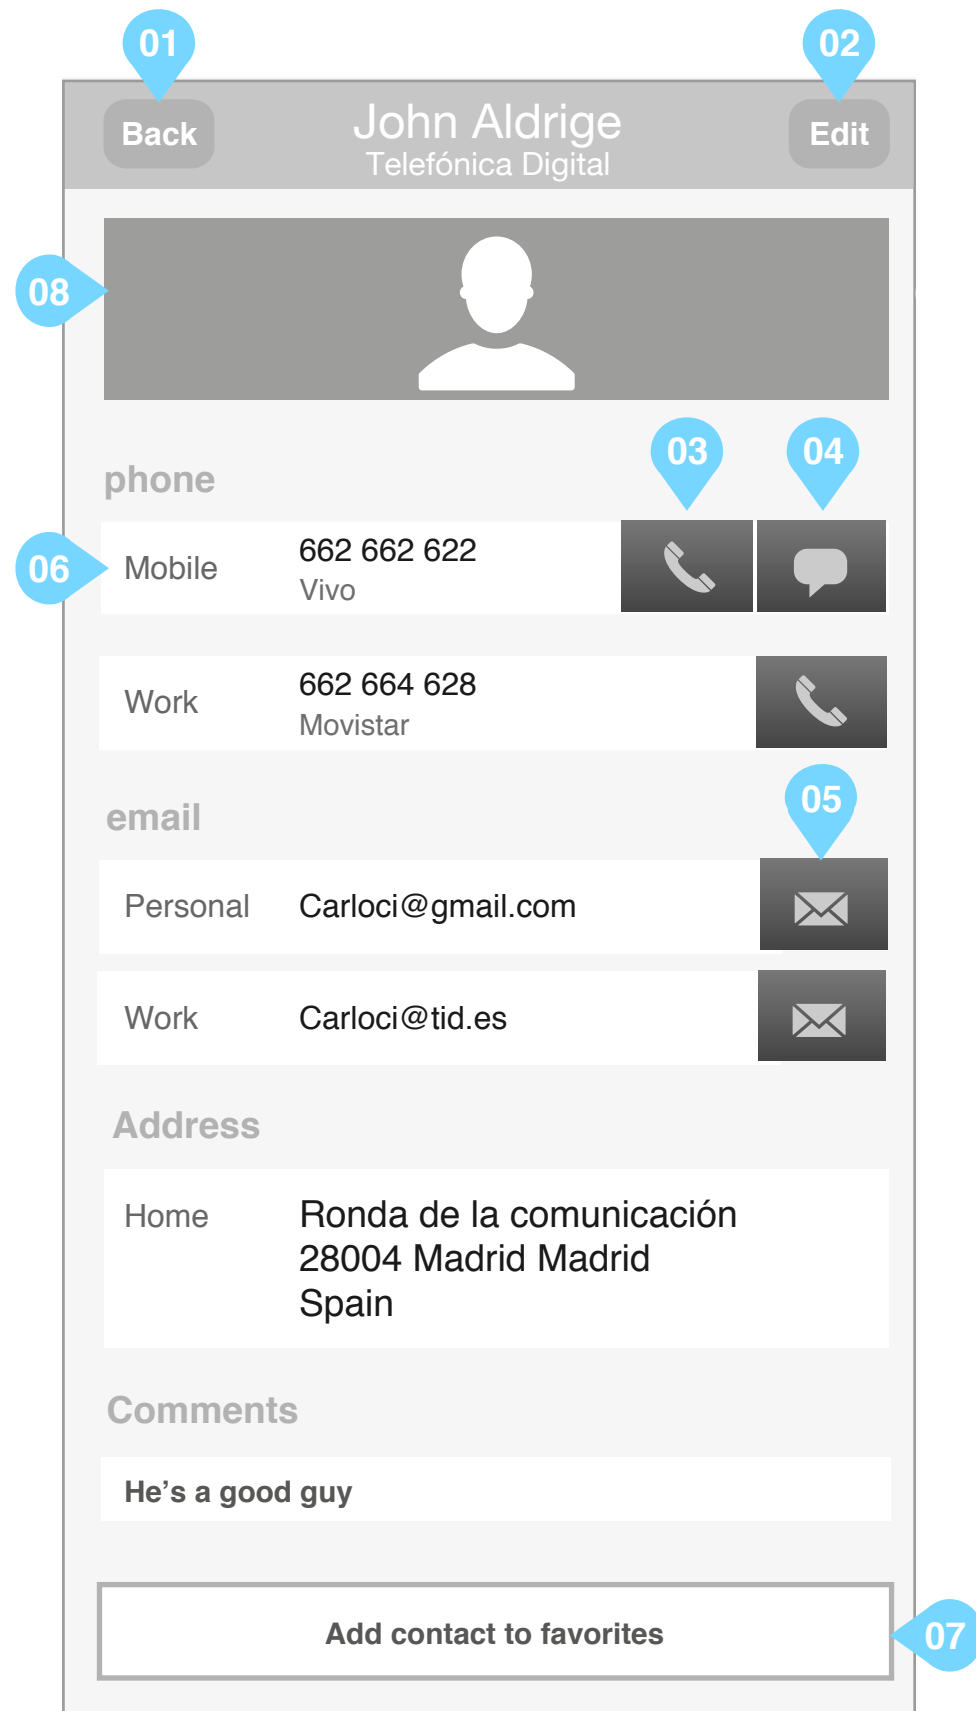 01
02
Back
John Aldrige
Edit
Telefónica Digital
08
03
04
phone
06
Mobile
662 662 622
Vivo
Work
662 664 628
Movistar
05
email
Personal
Carloci@gmail.com
Work
Carloci@tid.es
Address
Home
Ronda de la comunicación
28004 Madrid Madrid
Spain
Comments
He’s a good guy
Add contact to favorites
07